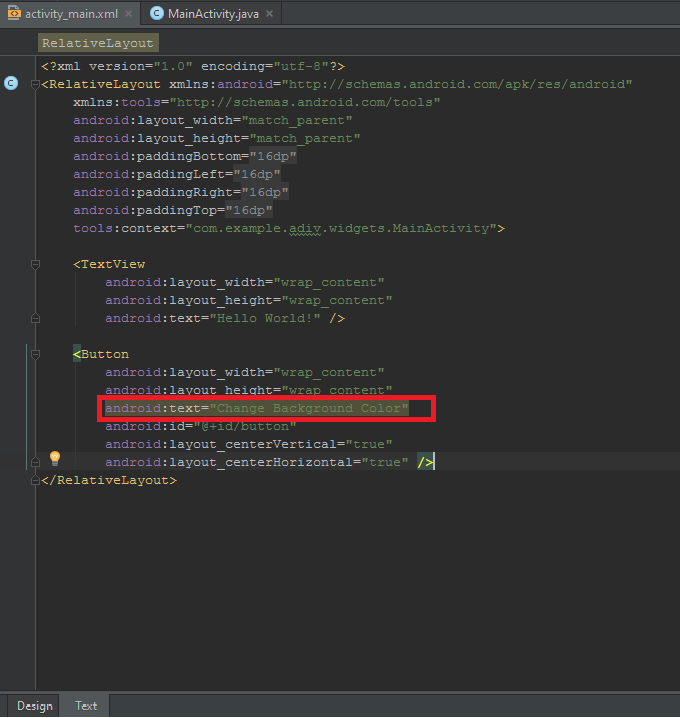 activity_main.xml MainActivity.java
RelativeLayout
<?xml version="1.0" encoding="utf-8"?>
<RelativeLayout xmlns:android="http://schemas.android.com/apk/res/android"
    xmlns:tools="http://schemas.android.com/tools"
    android:layout_width="match_parent"
    android:layout_height="match_parent"
    android:paddingBottom="16dp"
    android:paddingLeft="16dp"
    android:paddingRight="16dp"
    android:paddingTop="16dp"
    tools:context="com.example.adiv.widgets.MainActivity">
    <TextView
        android:layout_width="wrap_content"
        android:layout_height="wrap_content"
        android:text="Hello World!" />
    <Button
        android:layout_width="wrap_content"
        android:layout_height="wrap_content"
        android:text="Change Background Color"
        android:id="@+id/button"
        android:layout_centerVertical="true"
        android:layout_centerHorizontal="true" />
</RelativeLayout>
Design Text